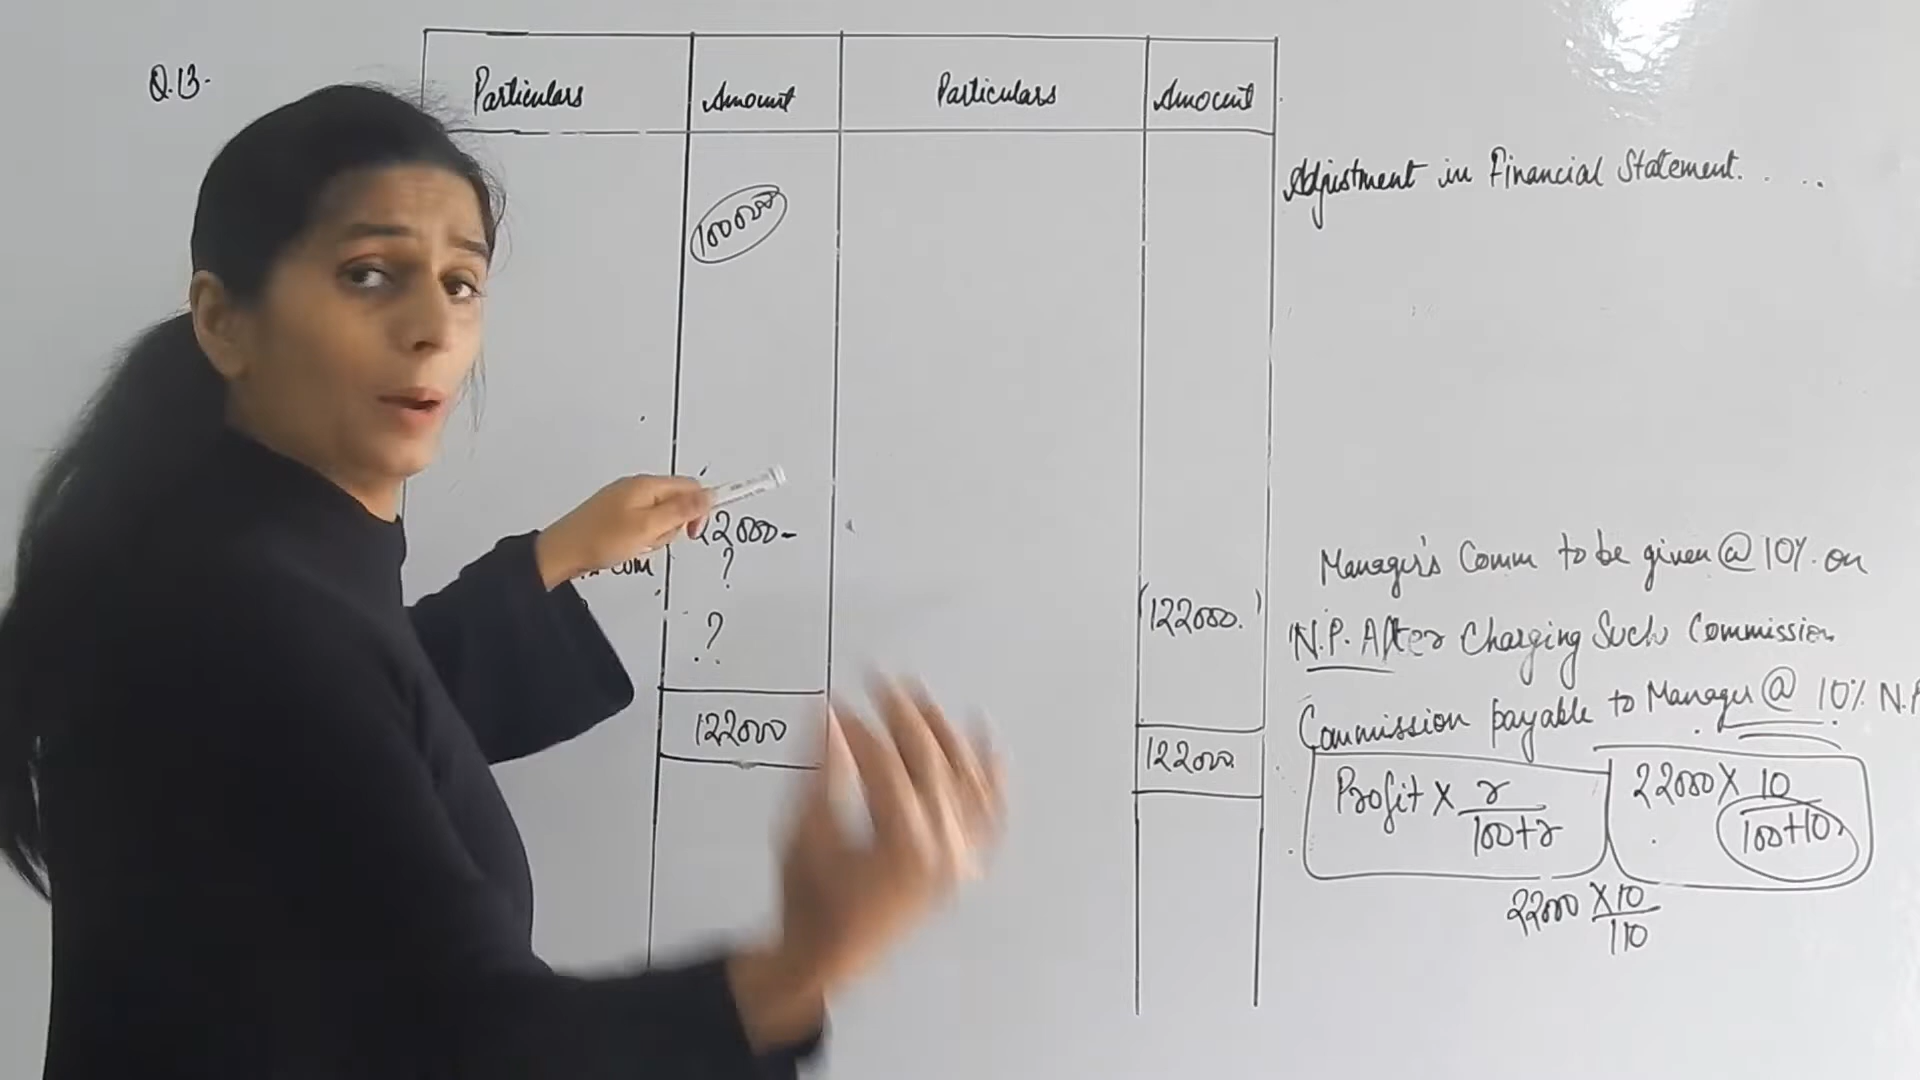 Q.13.
Particulars Amount Particulars Amount
Adjustment in Financial Statement. . ..
100000
22000-
com ?
?
122000
(122000.)
122000.
Manager's Comm to be given @ 10%. on
N.P. After Charging Such Commission
Commission payable to Manager @ 10% N.P
Profit X r/100+r
22000 X 10/100+10
22000 X 10/110